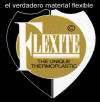 el verdadero material flexible
©
FLEXITE
THE UNIQUE
THERMOPLASTIC